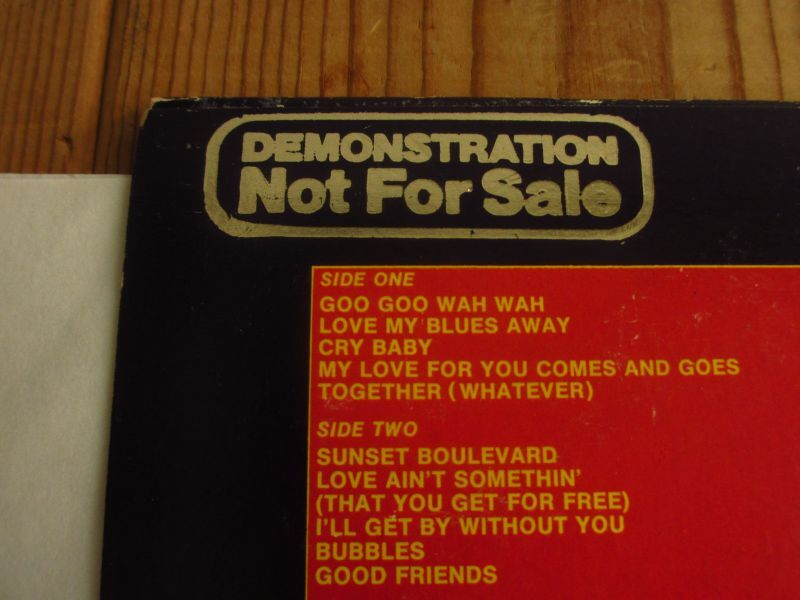 DEMONSTRATION
Not For Sale
SIDE ONE
GOO GOO WAH WAH
LOVE MY BLUES AWAY
CRY BABY
MY LOVE FOR YOU COMES AND GOES
TOGETHER (WHATEVER)
SIDE TWO
SUNSET BOULEVARD
LOVE AIN'T SOMETHIN'
(THAT YOU GET FOR FREE)
I'LL GET BY WITHOUT YOU
BUBBLES
GOOD FRIENDS